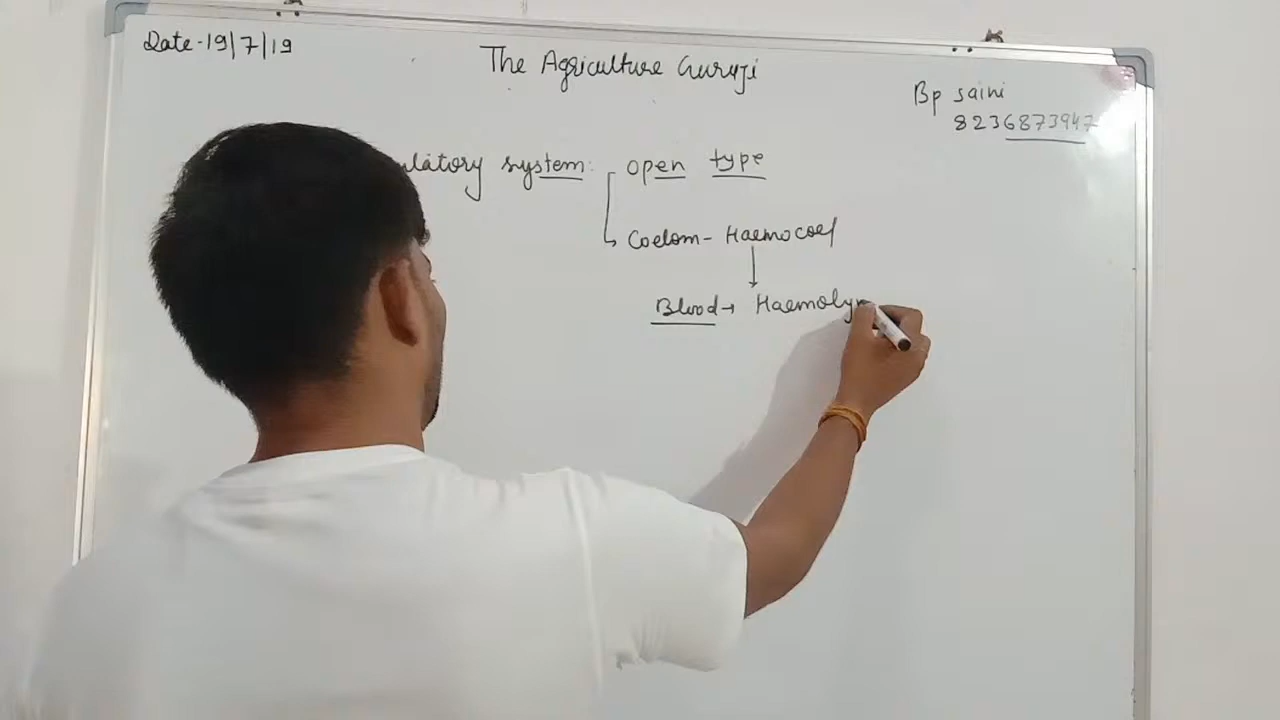 Date-19/7/19
The Agriculture Guruji
Bp saini
8236873947
ulatory system: open type
Coelom- Haemocoel
Blood→ Haemolym